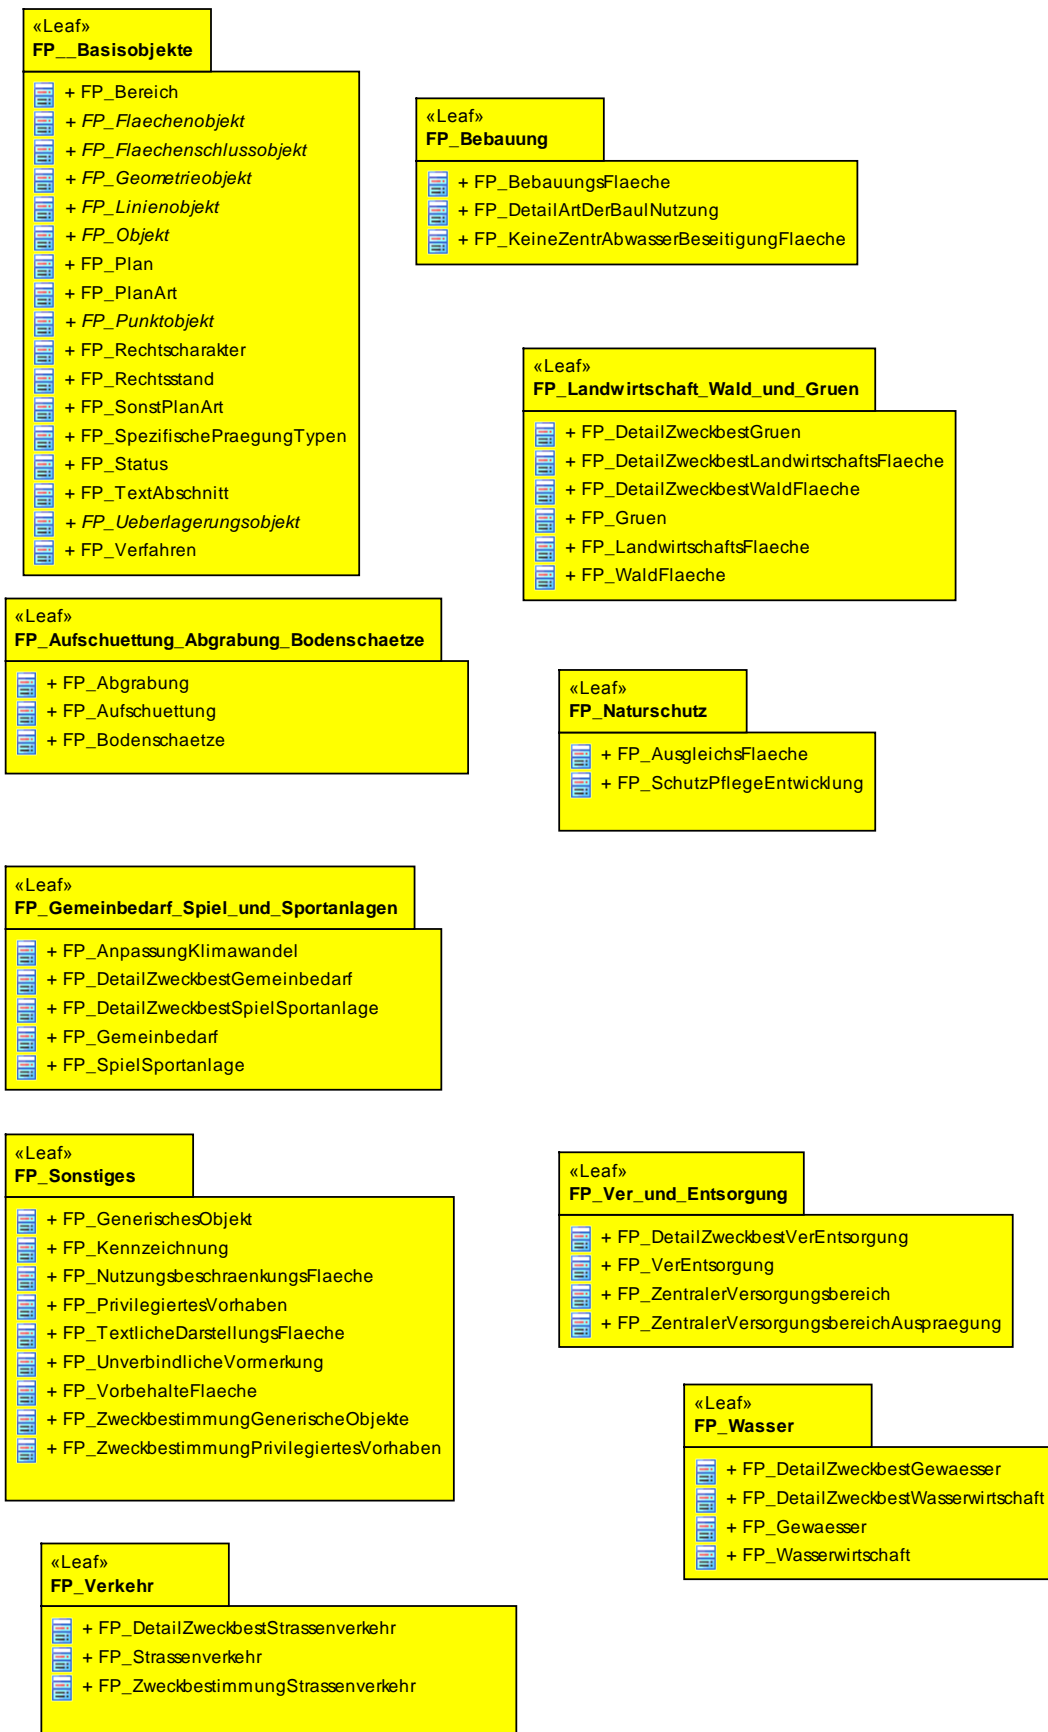 «Leaf»
FP__Basisobjekte
+ FP_Bereich
+ FP_Flaechenobjekt
+ FP_Flaechenschlussobjekt
+ FP_Geometrieobjekt
+ FP_Linienobjekt
+ FP_Objekt
+ FP_Plan
+ FP_PlanArt
+ FP_Punktobjekt
+ FP_Rechtscharakter
+ FP_Rechtsstand
+ FP_SonstPlanArt
+ FP_SpezifischePraegungTypen
+ FP_Status
+ FP_TextAbschnitt
+ FP_Ueberlagerungsobjekt
+ FP_Verfahren
«Leaf»
FP_Bebauung
+ FP_BebauungsFlaeche
+ FP_DetailArtDerBaulNutzung
+ FP_KeineZentrAbwasserBeseitigungFlaeche
«Leaf»
FP_Landwirtschaft_Wald_und_Gruen
+ FP_DetailZweckbestGruen
+ FP_DetailZweckbestLandwirtschaftsFlaeche
+ FP_DetailZweckbestWaldFlaeche
+ FP_Gruen
+ FP_LandwirtschaftsFlaeche
+ FP_WaldFlaeche
«Leaf»
FP_Aufschuettung_Abgrabung_Bodenschaetze
+ FP_Abgrabung
+ FP_Aufschuettung
+ FP_Bodenschaetze
«Leaf»
FP_Naturschutz
+ FP_AusgleichsFlaeche
+ FP_SchutzPflegeEntwicklung
«Leaf»
FP_Gemeinbedarf_Spiel_und_Sportanlagen
+ FP_AnpassungKlimawandel
+ FP_DetailZweckbestGemeinbedarf
+ FP_DetailZweckbestSpielSportanlage
+ FP_Gemeinbedarf
+ FP_SpielSportanlage
«Leaf»
FP_Sonstiges
+ FP_GenerischesObjekt
+ FP_Kennzeichnung
+ FP_NutzungsbeschraenkungsFlaeche
+ FP_PrivilegiertesVorhaben
+ FP_TextlicheDarstellungsFlaeche
+ FP_UnverbindlicheVormerkung
+ FP_VorbehalteFlaeche
+ FP_ZweckbestimmungGenerischeObjekte
+ FP_ZweckbestimmungPrivilegiertesVorhaben
«Leaf»
FP_Ver_und_Entsorgung
+ FP_DetailZweckbestVerEntsorgung
+ FP_VerEntsorgung
+ FP_ZentralerVersorgungsbereich
+ FP_ZentralerVersorgungsbereichAuspraegung
«Leaf»
FP_Wasser
+ FP_DetailZweckbestGewaesser
+ FP_DetailZweckbestWasserwirtschaft
+ FP_Gewaesser
+ FP_Wasserwirtschaft
«Leaf»
FP_Verkehr
+ FP_DetailZweckbestStrassenverkehr
+ FP_Strassenverkehr
+ FP_ZweckbestimmungStrassenverkehr